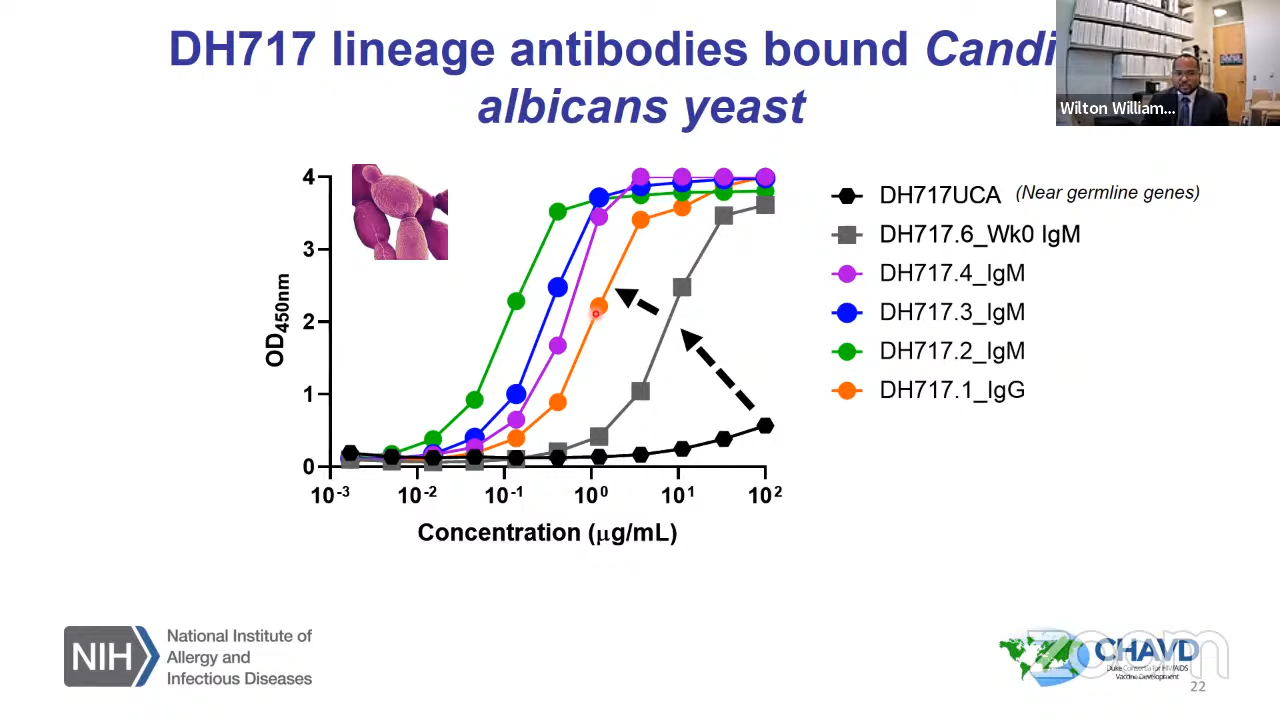 DH717 lineage antibodies bound Candi
albicans yeast
Wilton William...
4
3
2
1
0
OD450nm
10-3
10-2
10-1
100
101
102
Concentration (μg/mL)
DH717UCA (Near germline genes)
DH717.6_Wk0 IgM
DH717.4_IgM
DH717.3_IgM
DH717.2_IgM
DH717.1_IgG
NIH
National Institute of
Allergy and
Infectious Diseases
CHAVD
Duke Consortia for HIV/AIDS
Vaccine Development
zoom
22